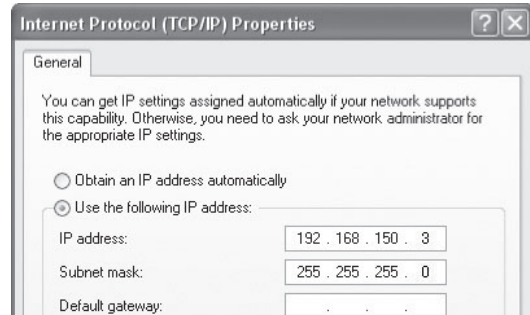 Internet Protocol (TCP/IP) Properties
General
You can get IP settings assigned automatically if your network supports
this capability. Otherwise, you need to ask your network administrator for
the appropriate IP settings.
Obtain an IP address automatically
Use the following IP address:
IP address: 192 . 168 . 150 . 3
Subnet mask: 255 . 255 . 255 . 0
Default gateway: . . .